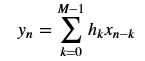 $y_n = \sum_{k=0}^{M-1} h_k x_{n-k}$